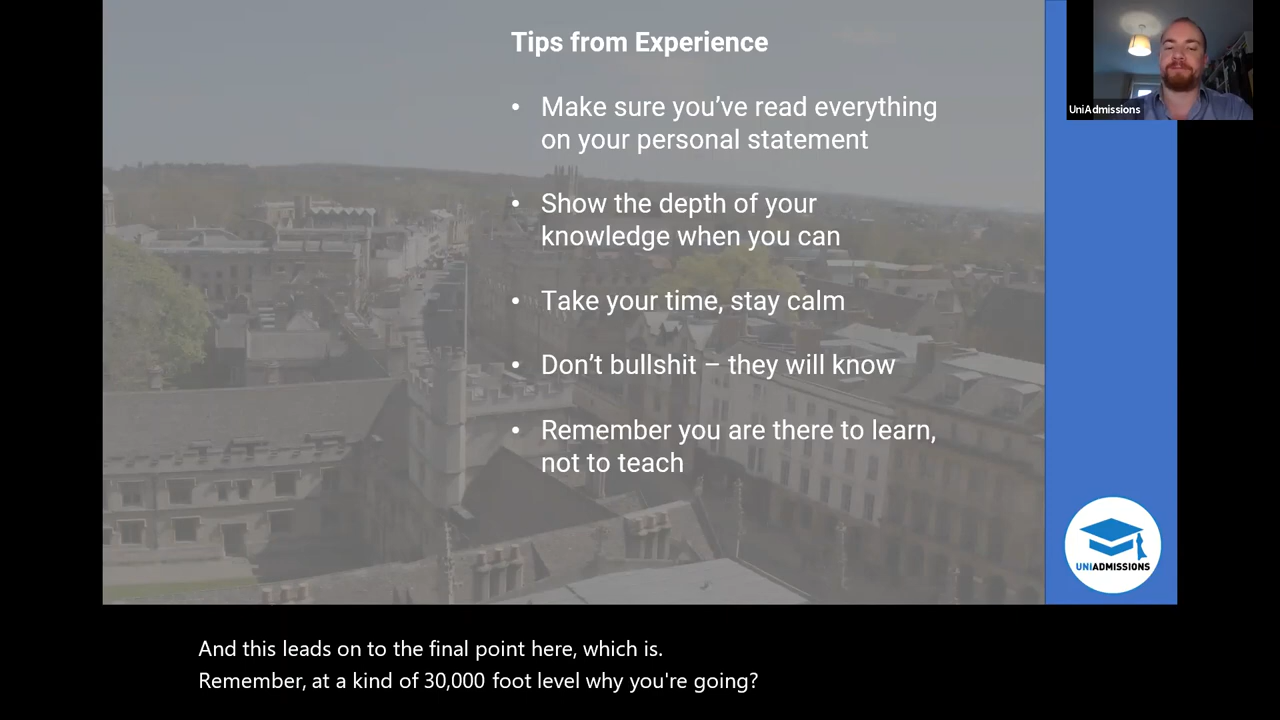 Tips from Experience
• Make sure you've read everything
on your personal statement
• Show the depth of your
knowledge when you can
• Take your time, stay calm
• Don't bullshit – they will know
• Remember you are there to learn,
not to teach
UniAdmissions
UNIADMISSIONS
And this leads on to the final point here, which is.
Remember, at a kind of 30,000 foot level why you're going?